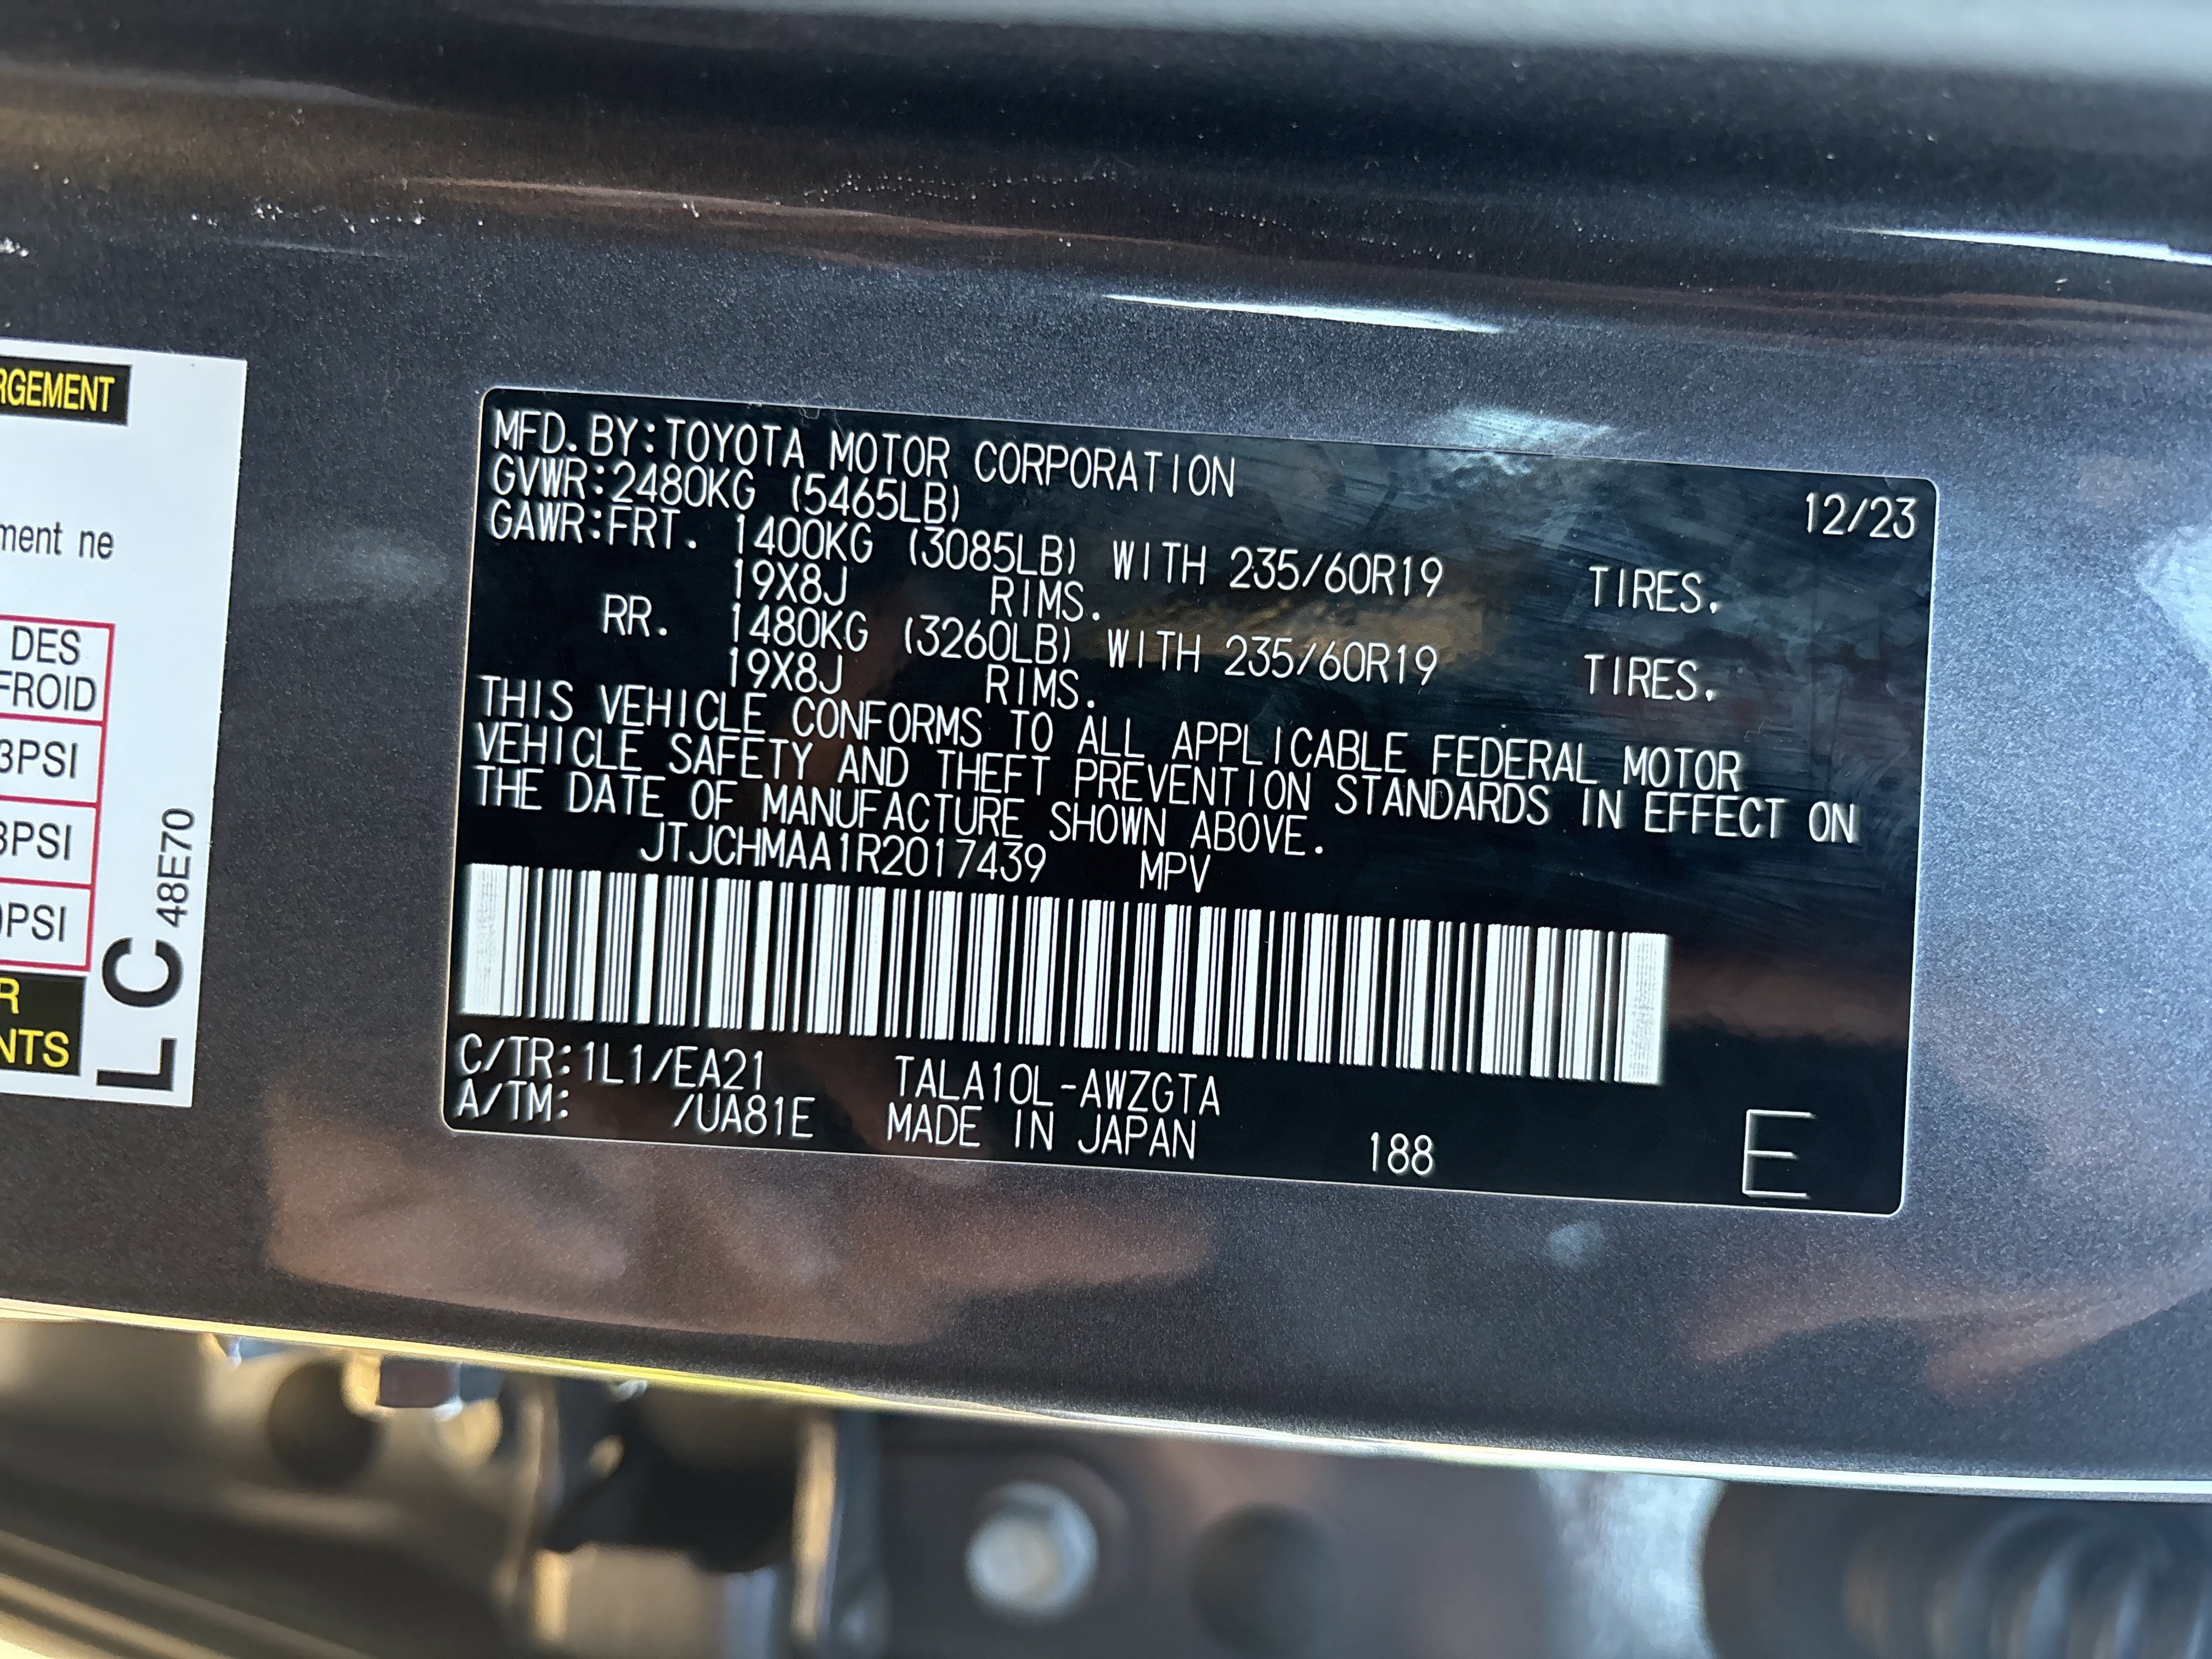 RGEMENT
ment ne
DES
FROID
3PSI
3PSI
0PSI
R
NTS
L C 48E70
MFD. BY:TOYOTA MOTOR CORPORATION 12/23
GVWR:2480KG (5465LB)
GAWR:FRT. 1400KG (3085LB) WITH 235/60R19 TIRES.
19X8J RIMS.
RR. 1480KG (3260LB) WITH 235/60R19 TIRES.
19X8J RIMS.
THIS VEHICLE CONFORMS TO ALL APPLICABLE FEDERAL MOTOR
VEHICLE SAFETY AND THEFT PREVENTION STANDARDS IN EFFECT ON
THE DATE OF MANUFACTURE SHOWN ABOVE.
JTJCHMAA1R2017439 MPV
C/TR:1L1/EA21 TALA10L-AWZGTA
A/TM: /UA81E MADE IN JAPAN 188 E